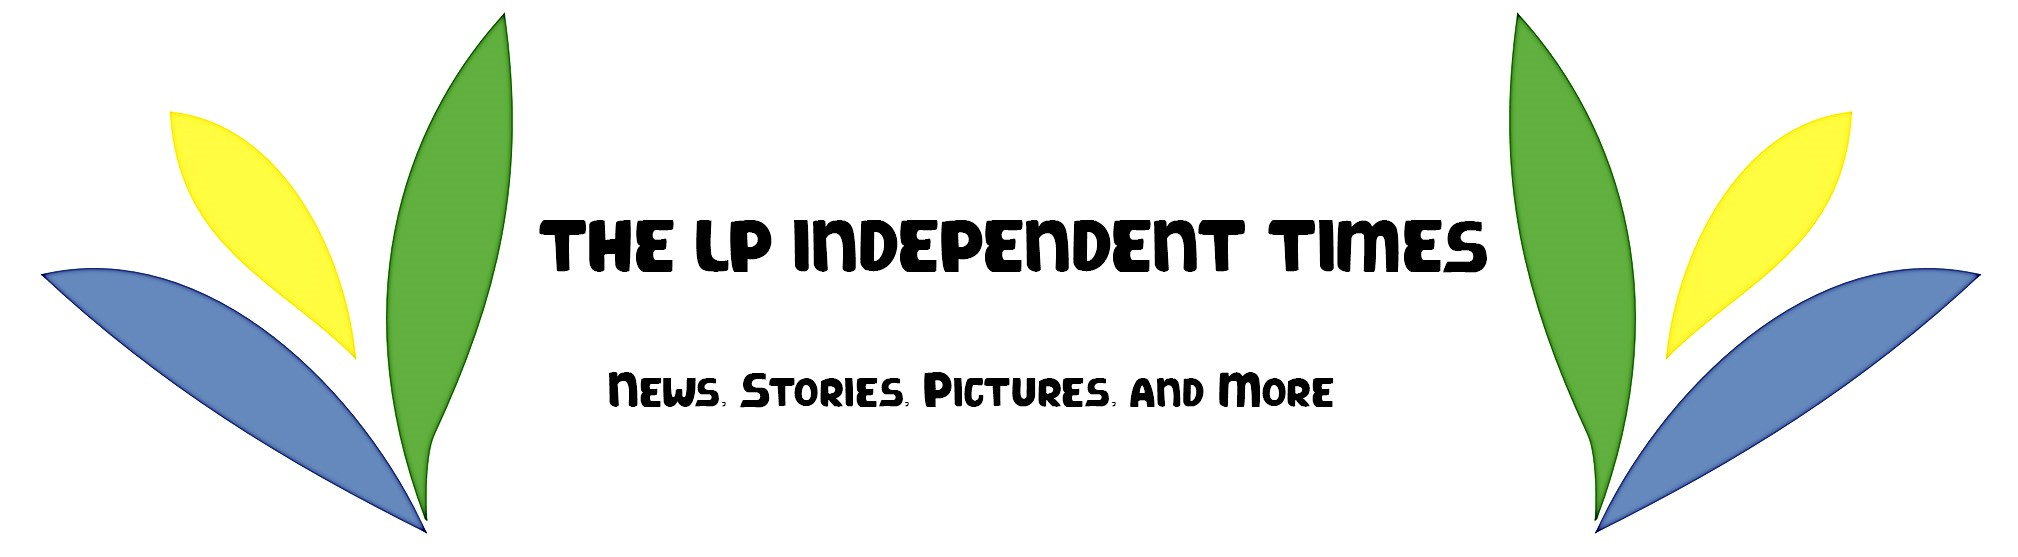 THE LP INDEPENDENT TIMES
News, Stories, Pictures, and More